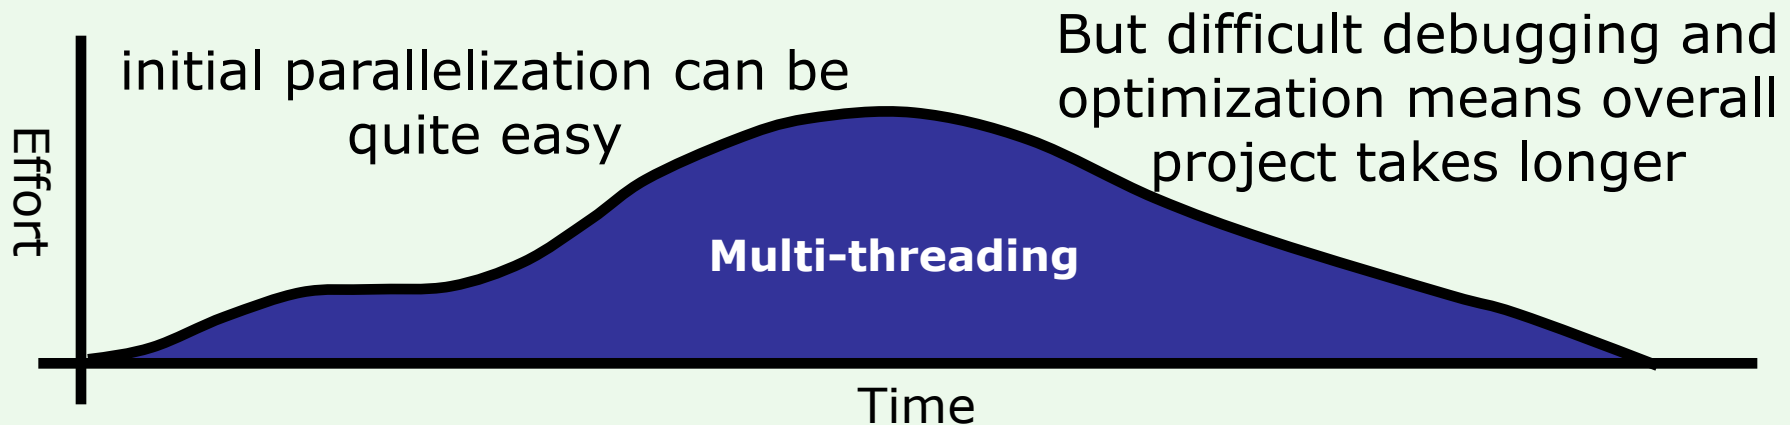 initial parallelization can be
quite easy
But difficult debugging and
optimization means overall
project takes longer
Effort
Multi-threading
Time